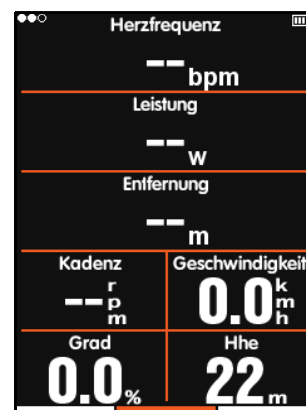 Herzfrequenz
--bpm
Leistung
--w
Entfernung
--m
Kadenz
--rpm
Geschwindigkeit
0.0kmh
Grad
0.0%
Hhe
22m